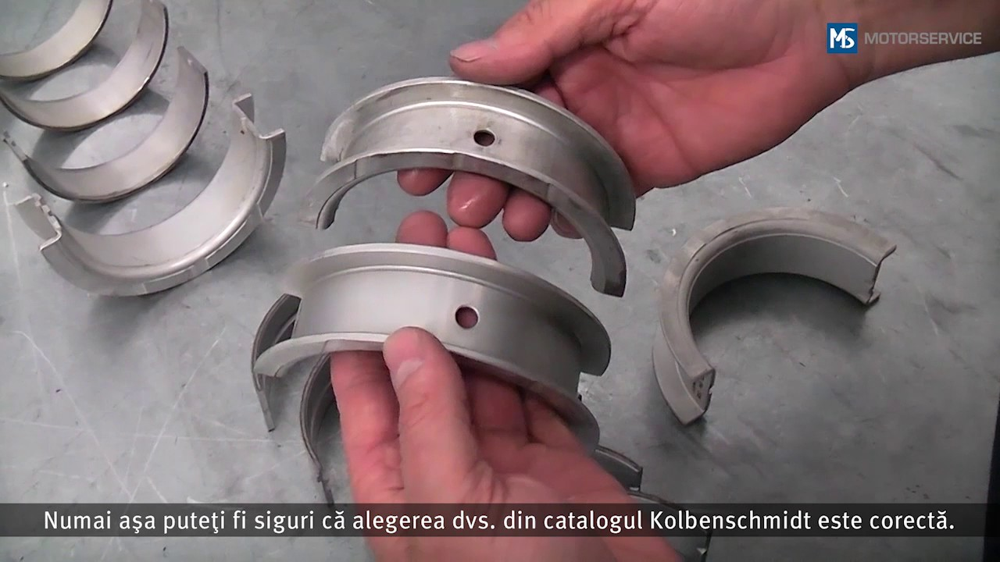 MS MOTORSERVICE
Numai aşa puteţi fi siguri că alegerea dvs. din catalogul Kolbenschmidt este corectă.